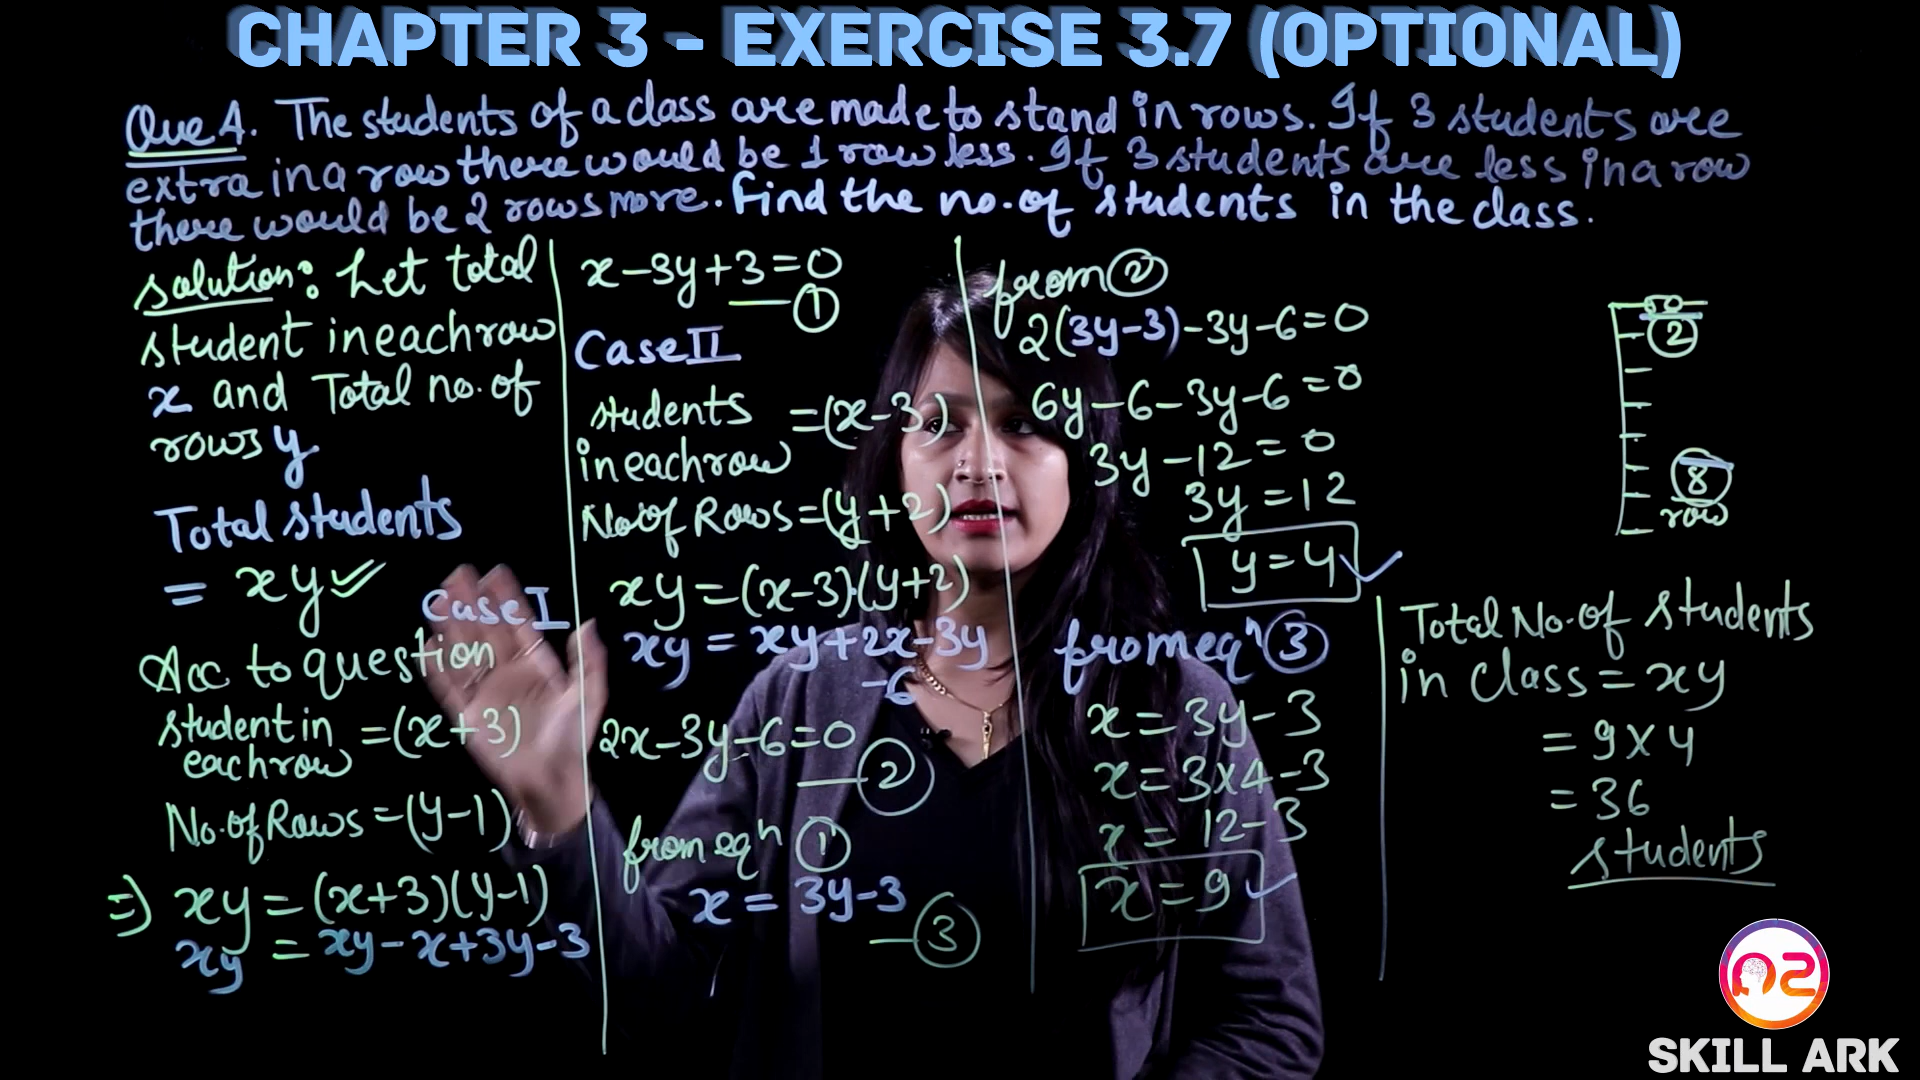 CHAPTER 3 - EXERCISE 3.7 (OPTIONAL)
Que 4. The students of a class are made to stand in rows. If 3 students are
extra in a row there would be 1 row less. If 3 students are less in a row
there would be 2 rows more. Find the no. of students in the class.
Solution: Let total
student in each row
x and Total no. of
rows y
Total students
= xy ✓
Case I
Acc to question
student in
each row = (x+3)
No. of Rows = (y-1)
=> xy = (x+3)(y-1)
xy = xy-x+3y-3
x-3y+3=0
1
Case II
students
in each row = (x-3)
No of Rows = (y+2)
xy = (x-3)(y+2)
xy = xy+2x-3y
-6
2x-3y-6=0
2
from eqn 1
x = 3y-3
3
from 2
2(3y-3)-3y-6=0
6y-6-3y-6=0
3y-12=0
3y=12
y=4 ✓
from eqn 3
x = 3y-3
x = 3x4-3
x = 12-3
x = 9 ✓
50
2
8
row
Total No. of students
in class = xy
= 9x4
= 36
students
SKILL ARK